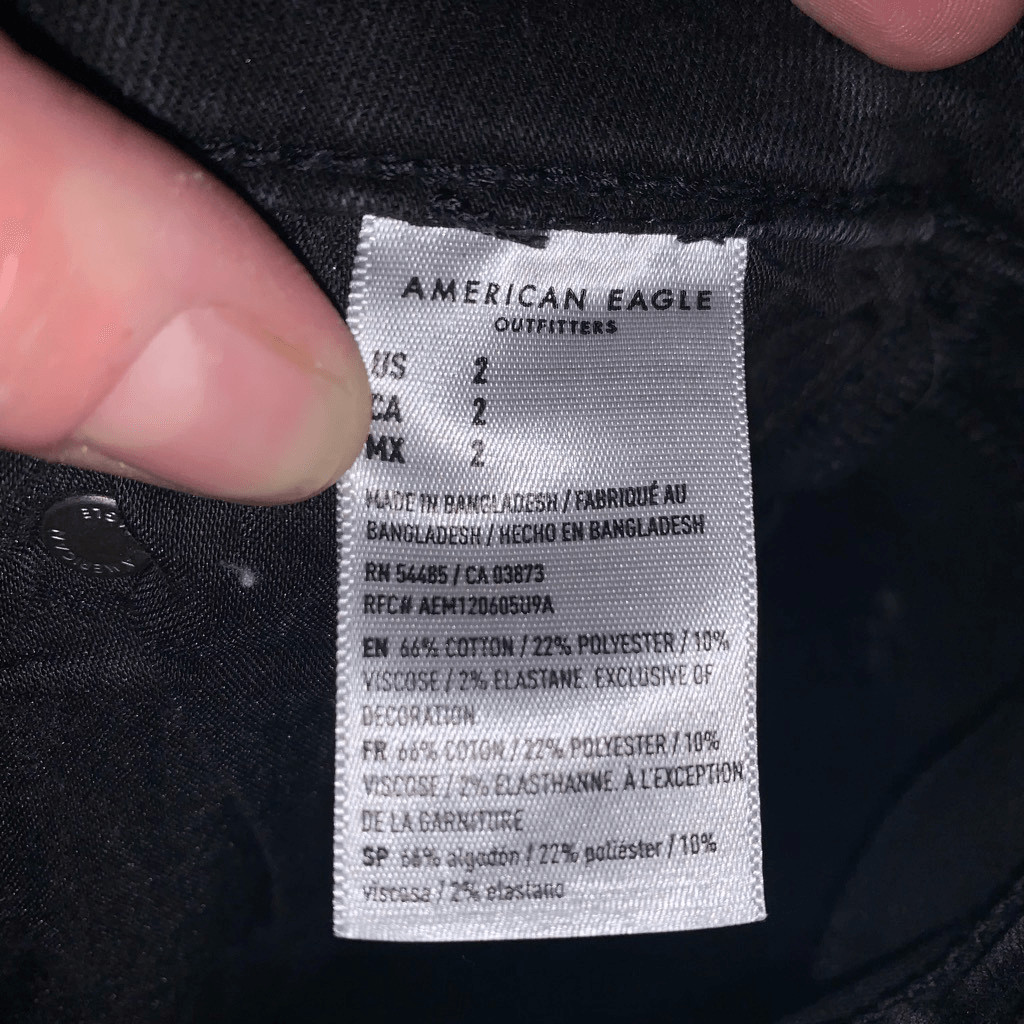 AMERICAN EAGLE
OUTFITTERS
US 2
CA 2
MX 2
MADE IN BANGLADESH / FABRIQUÉ AU
BANGLADESH / HECHO EN BANGLADESH
RN 54485 / CA 03873
RFC# AEM120605U9A
EN 66% COTTON / 22% POLYESTER / 10%
VISCOSE / 2% ELASTANE. EXCLUSIVE OF
DECORATION
FR 66% COTON / 22% POLYESTER / 10%
VISCOSE / 2% ÉLASTHANNE. À L'EXCEPTION
DE LA GARNITURE
SP 66% algodón / 22% poliéster / 10%
viscosa / 2% elastano